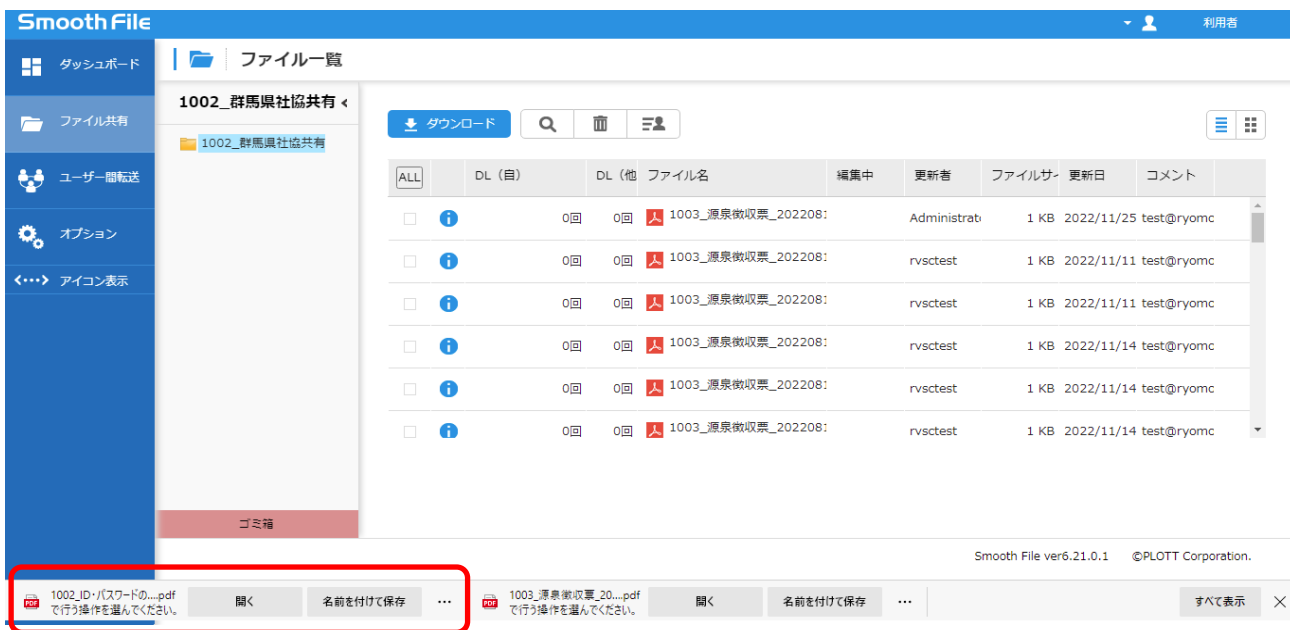 Smooth File
利用者
ダッシュボード
ファイル共有
ユーザー間転送
オプション
アイコン表示
ファイル一覧
1002_群馬県社協共有
1002_群馬県社協共有
ゴミ箱
ダウンロード
ALL DL（自） DL（他 ファイル名 編集中 更新者 ファイルサ 更新日 コメント
0回 0回 1003_源泉徴収票_202208 Administrat 1 KB 2022/11/25 test@ryomo
0回 0回 1003_源泉徴収票_202208 rvsctest 1 KB 2022/11/11 test@ryomo
0回 0回 1003_源泉徴収票_202208 rvsctest 1 KB 2022/11/11 test@ryomo
0回 0回 1003_源泉徴収票_202208 rvsctest 1 KB 2022/11/14 test@ryomo
0回 0回 1003_源泉徴収票_202208 rvsctest 1 KB 2022/11/14 test@ryomo
0回 0回 1003_源泉徴収票_202208 rvsctest 1 KB 2022/11/14 test@ryomo
Smooth File ver6.21.0.1 ©PLOTT Corporation.
PDF
1002_ID・パスワードの....pdf
で行う操作を選んでください。
開く
名前を付けて保存
…
PDF
1003_源泉徴収票_20....pdf
で行う操作を選んでください。
開く
名前を付けて保存
…
すべて表示